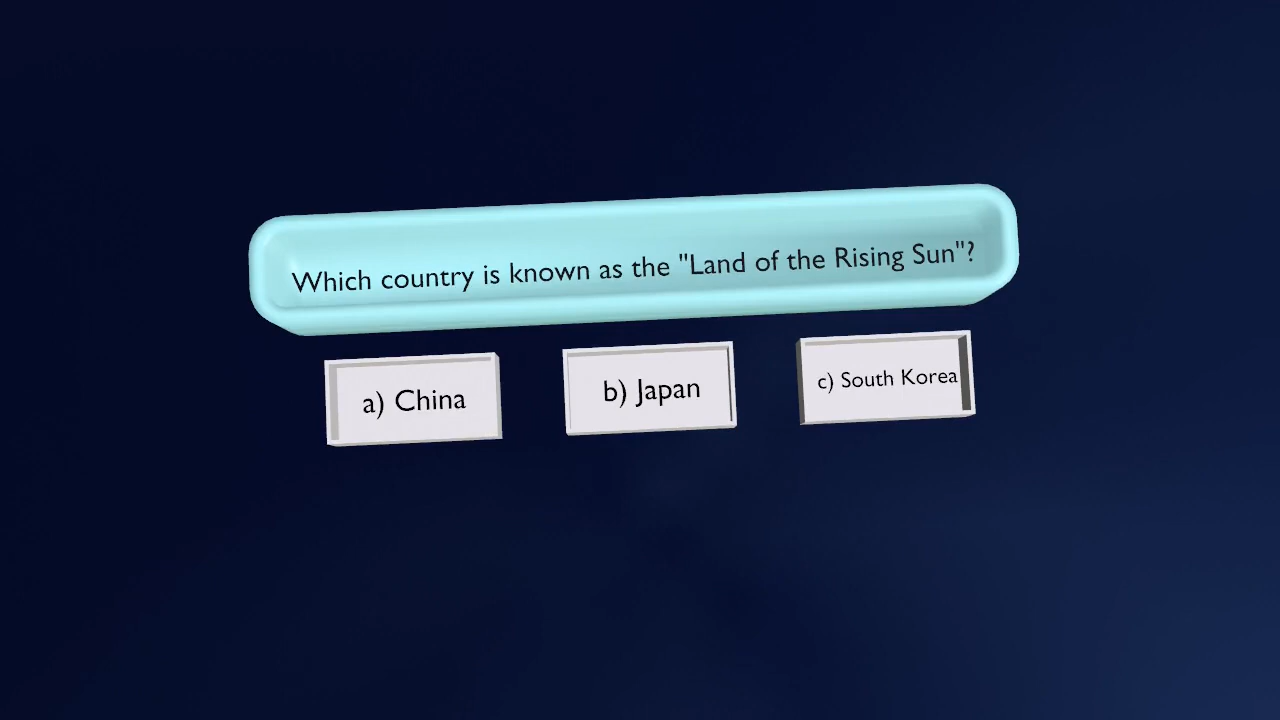 Which country is known as the "Land of the Rising Sun"?
a) China
b) Japan
c) South Korea